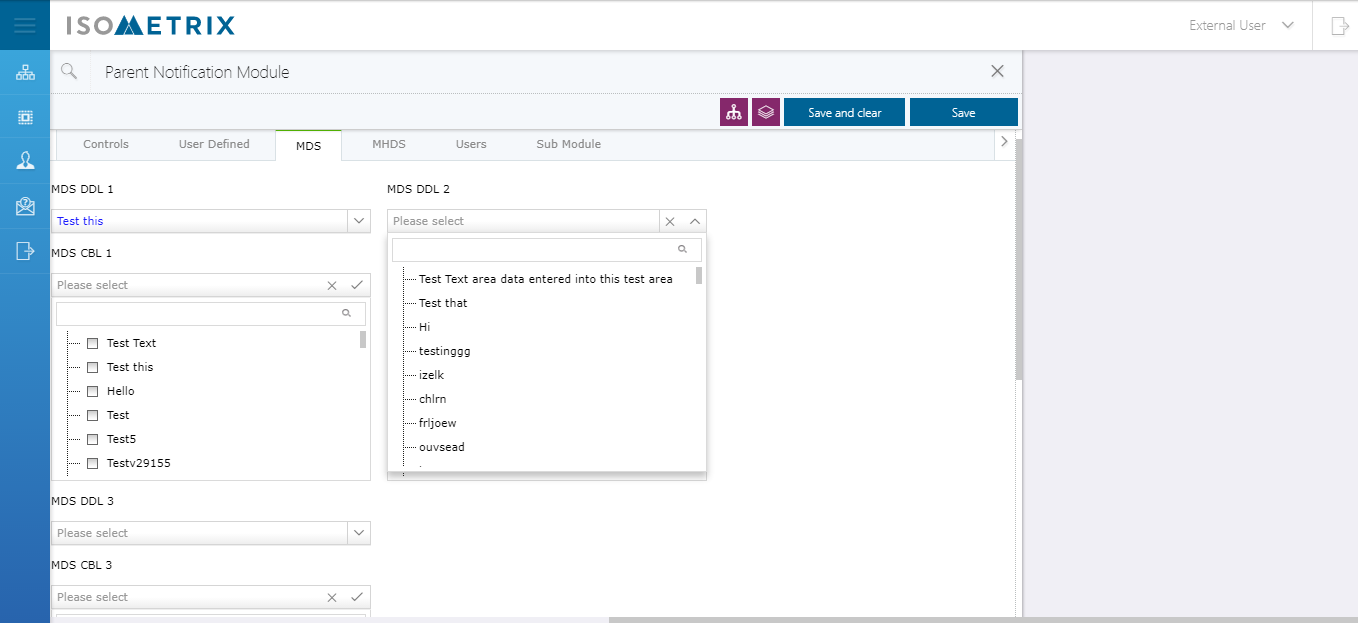 ISOMETRIX
External User
Parent Notification Module
Save and clear
Save
Controls
User Defined
MDS
MHDS
Users
Sub Module
MDS DDL 1
Test this
MDS CBL 1
Please select
Test Text
Test this
Hello
Test
Test5
Testv29155
MDS DDL 3
Please select
MDS CBL 3
Please select
MDS DDL 2
Please select
Test Text area data entered into this test area
Test that
Hi
testinggg
izelk
chlrn
frljoew
ouvsead